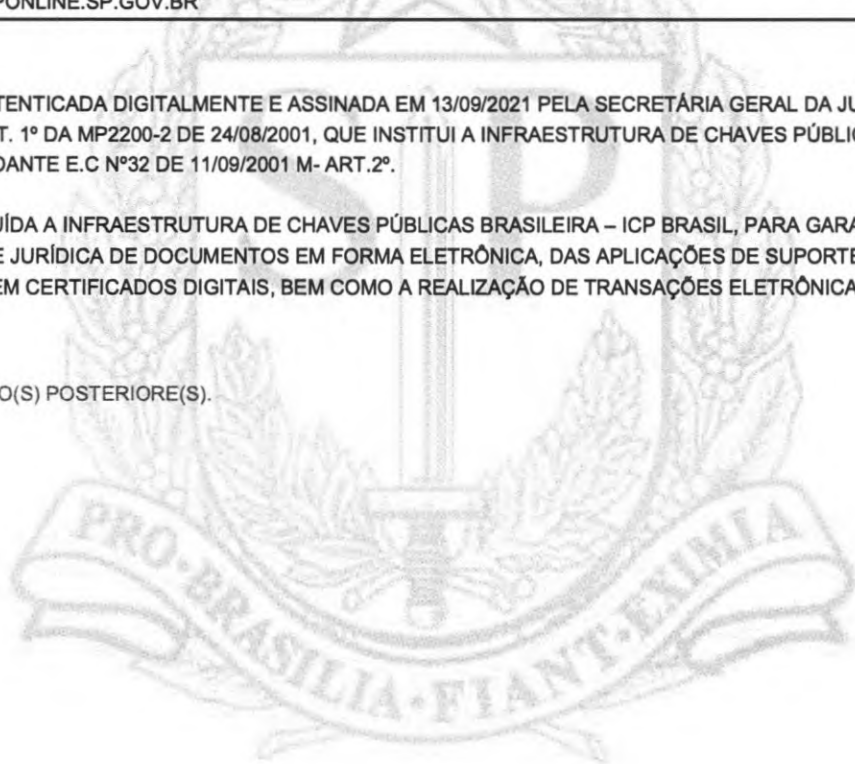 PONLINE.SP.GOV.BR
TENTICADA DIGITALMENTE E ASSINADA EM 13/09/2021 PELA SECRETÁRIA GERAL DA JU
T. 1º DA MP2200-2 DE 24/08/2001, QUE INSTITUI A INFRAESTRUTURA DE CHAVES PÚBLIC
DANTE E.C Nº32 DE 11/09/2001 M- ART.2º.
UÍDA A INFRAESTRUTURA DE CHAVES PÚBLICAS BRASILEIRA – ICP BRASIL, PARA GARA
E JURÍDICA DE DOCUMENTOS EM FORMA ELETRÔNICA, DAS APLICAÇÕES DE SUPORTE
EM CERTIFICADOS DIGITAIS, BEM COMO A REALIZAÇÃO DE TRANSAÇÕES ELETRÔNICA
O(S) POSTERIORE(S).
SP
PRO·BRASILIA·FIANT·EXIMIA